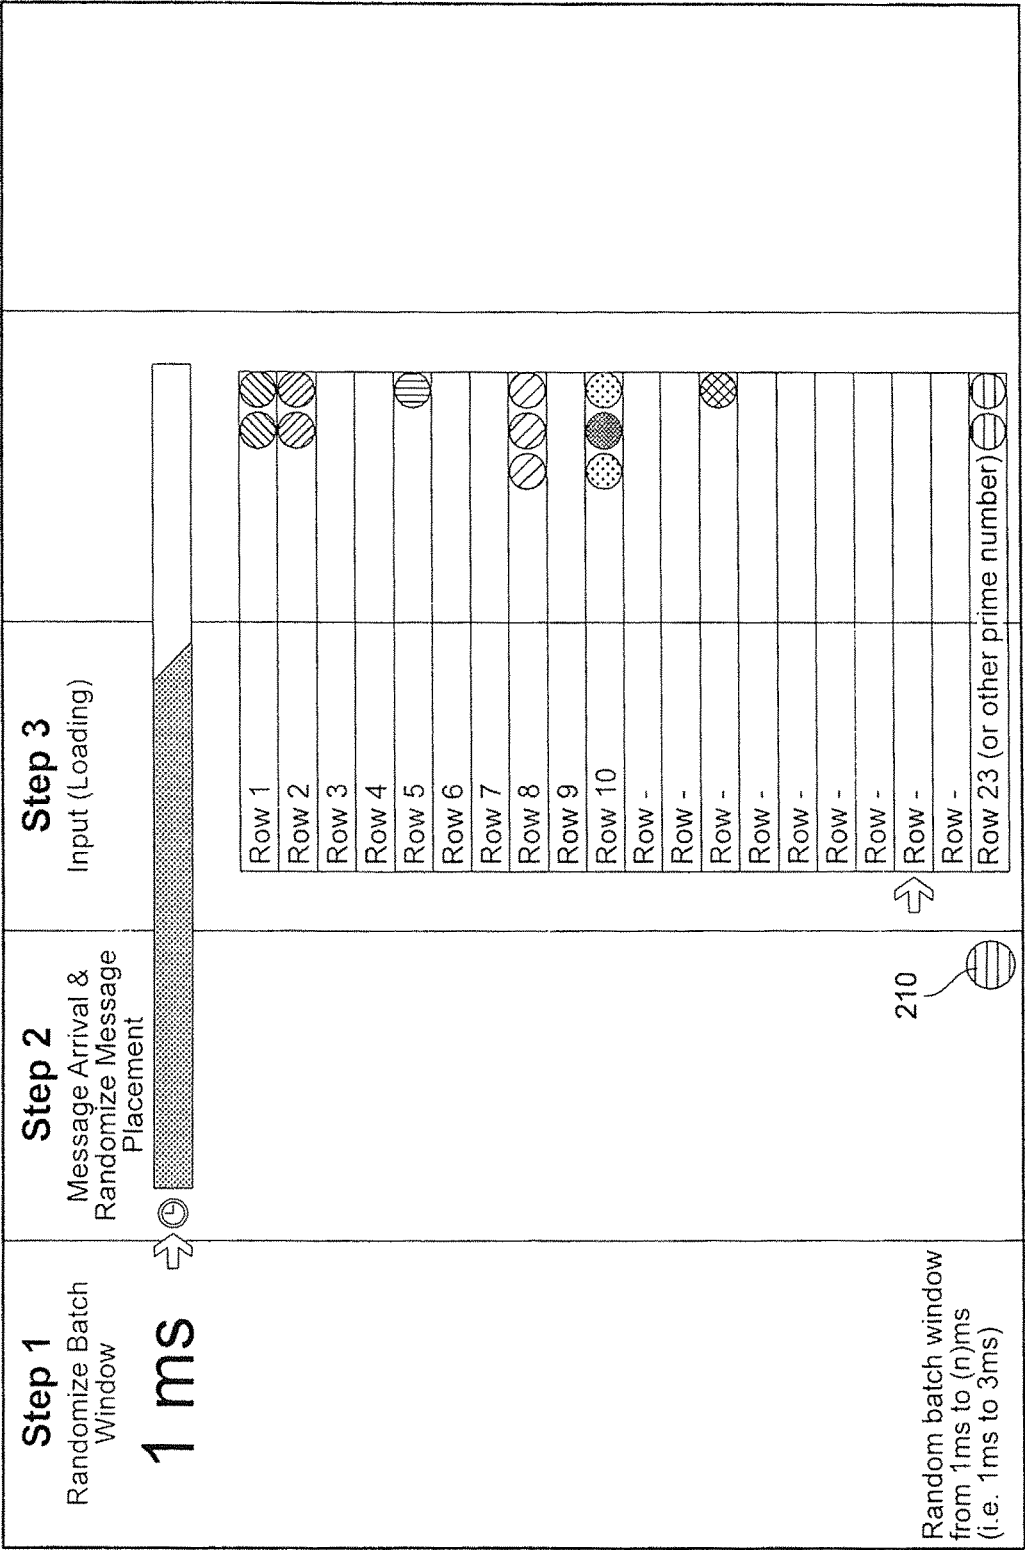 Step 1
Randomize Batch
Window
1 ms
Random batch window
from 1ms to (n)ms
(i.e. 1ms to 3ms)
Step 2
Message Arrival &
Randomize Message
Placement
210
Step 3
Input (Loading)
Row 1
Row 2
Row 3
Row 4
Row 5
Row 6
Row 7
Row 8
Row 9
Row 10
Row -
Row -
Row -
Row -
Row -
Row -
Row -
Row -
Row -
Row 23 (or other prime number)